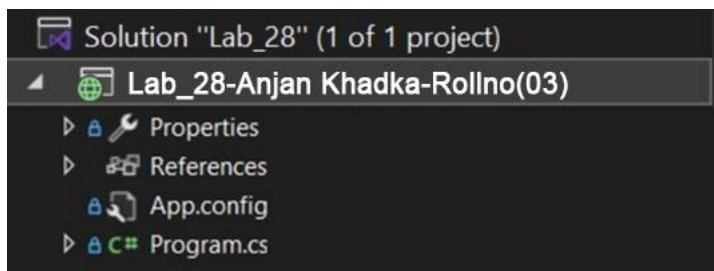 Solution "Lab_28" (1 of 1 project)
Lab_28-Anjan Khadka-Rollno(03)
Properties
References
App.config
C# Program.cs